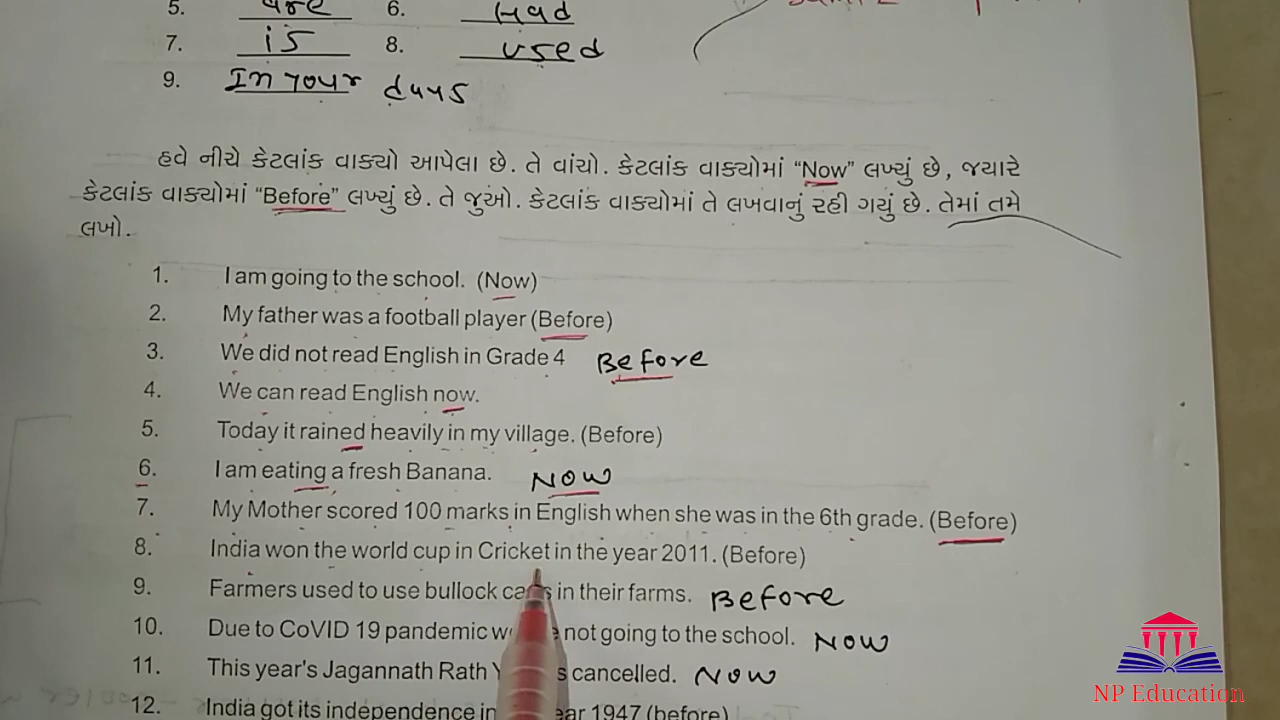 5. are 6. Had
7. is 8. used
9. In your days
હવે નીચે કેટલાંક વાક્યો આપેલા છે. તે વાંચો. કેટલાંક વાક્યોમાં “Now” લખ્યું છે, જ્યારે
કેટલાંક વાક્યોમાં “Before” લખ્યું છે. તે જુઓ. કેટલાંક વાક્યોમાં તે લખવાનું રહી ગયું છે. તેમાં તમે
લખો.
1. I am going to the school. (Now)
2. My father was a football player (Before)
3. We did not read English in Grade 4 Before
4. We can read English now.
5. Today it rained heavily in my village. (Before)
6. I am eating a fresh Banana. Now
7. My Mother scored 100 marks in English when she was in the 6th grade. (Before)
8. India won the world cup in Cricket in the year 2011. (Before)
9. Farmers used to use bullock in their farms. Before
10. Due to CoVID 19 pandemic not going to the school. Now
11. This year's Jagannath Rath cancelled. Now
12. India got its independence in 1947 (before)
NP Education